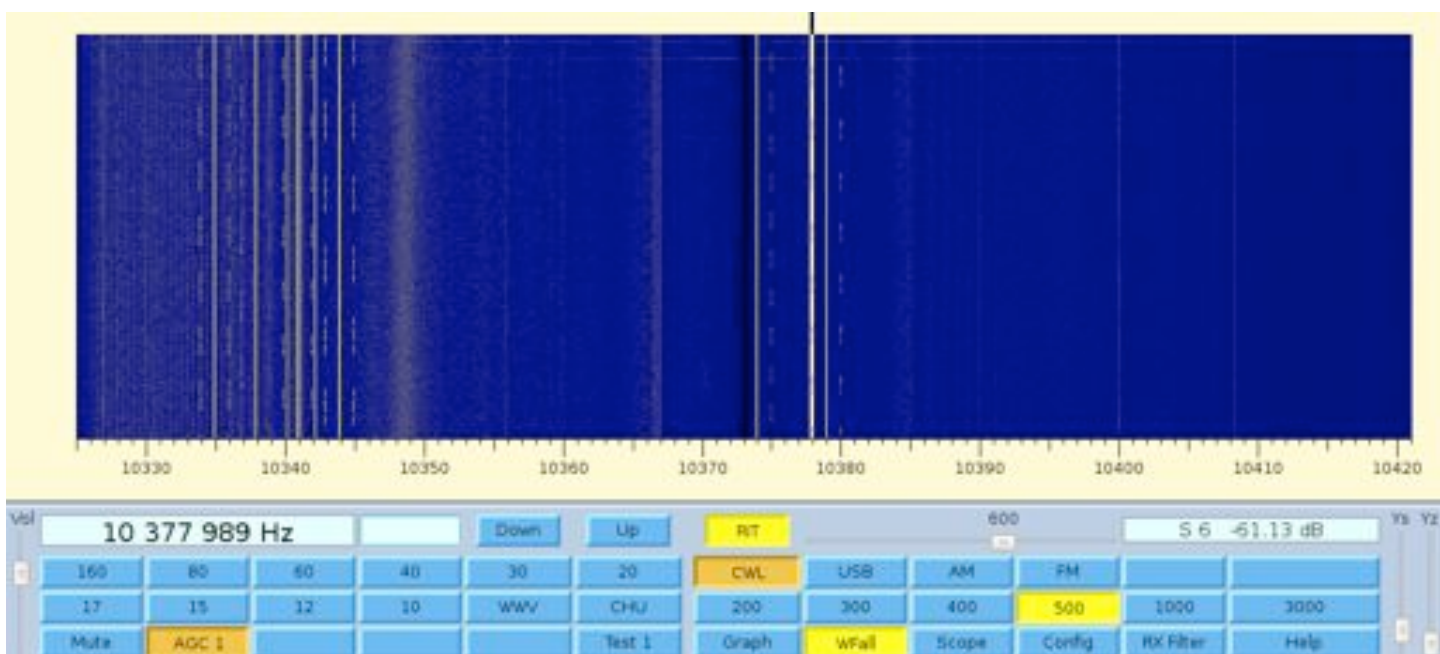 10330 10340 10350 10360 10370 10380 10390 10400 10410 10420
Vol 10 377 989 Hz Down Up RIT 600 S 6 -61.13 dB Ys Yz
160 80 60 40 30 20 CWL USB AM FM
17 15 12 10 WWV CHU 200 300 400 500 1000 3000
Mute AGC 1 Test 1 Graph WFall Scope Config RX Filter Help